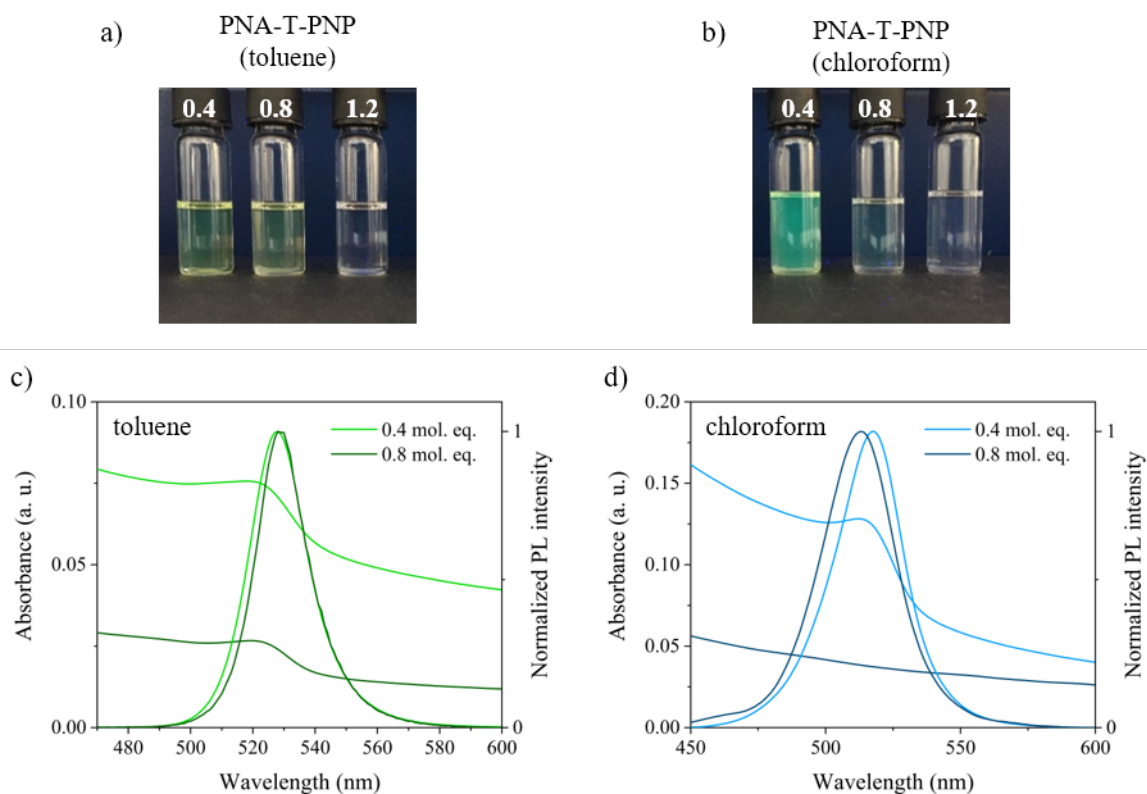 a)
PNA-T-PNP
(toluene)
0.4 0.8 1.2
b)
PNA-T-PNP
(chloroform)
0.4 0.8 1.2
c)
toluene
0.4 mol. eq.
0.8 mol. eq.
Absorbance (a. u.)
0.10
0.05
0.00
Normalized PL intensity
1
0
480 500 520 540 560 580 600
Wavelength (nm)
d)
chloroform
0.4 mol. eq.
0.8 mol. eq.
Absorbance (a. u.)
0.20
0.15
0.10
0.05
0.00
Normalized PL intensity
1
0
450 500 550 600
Wavelength (nm)